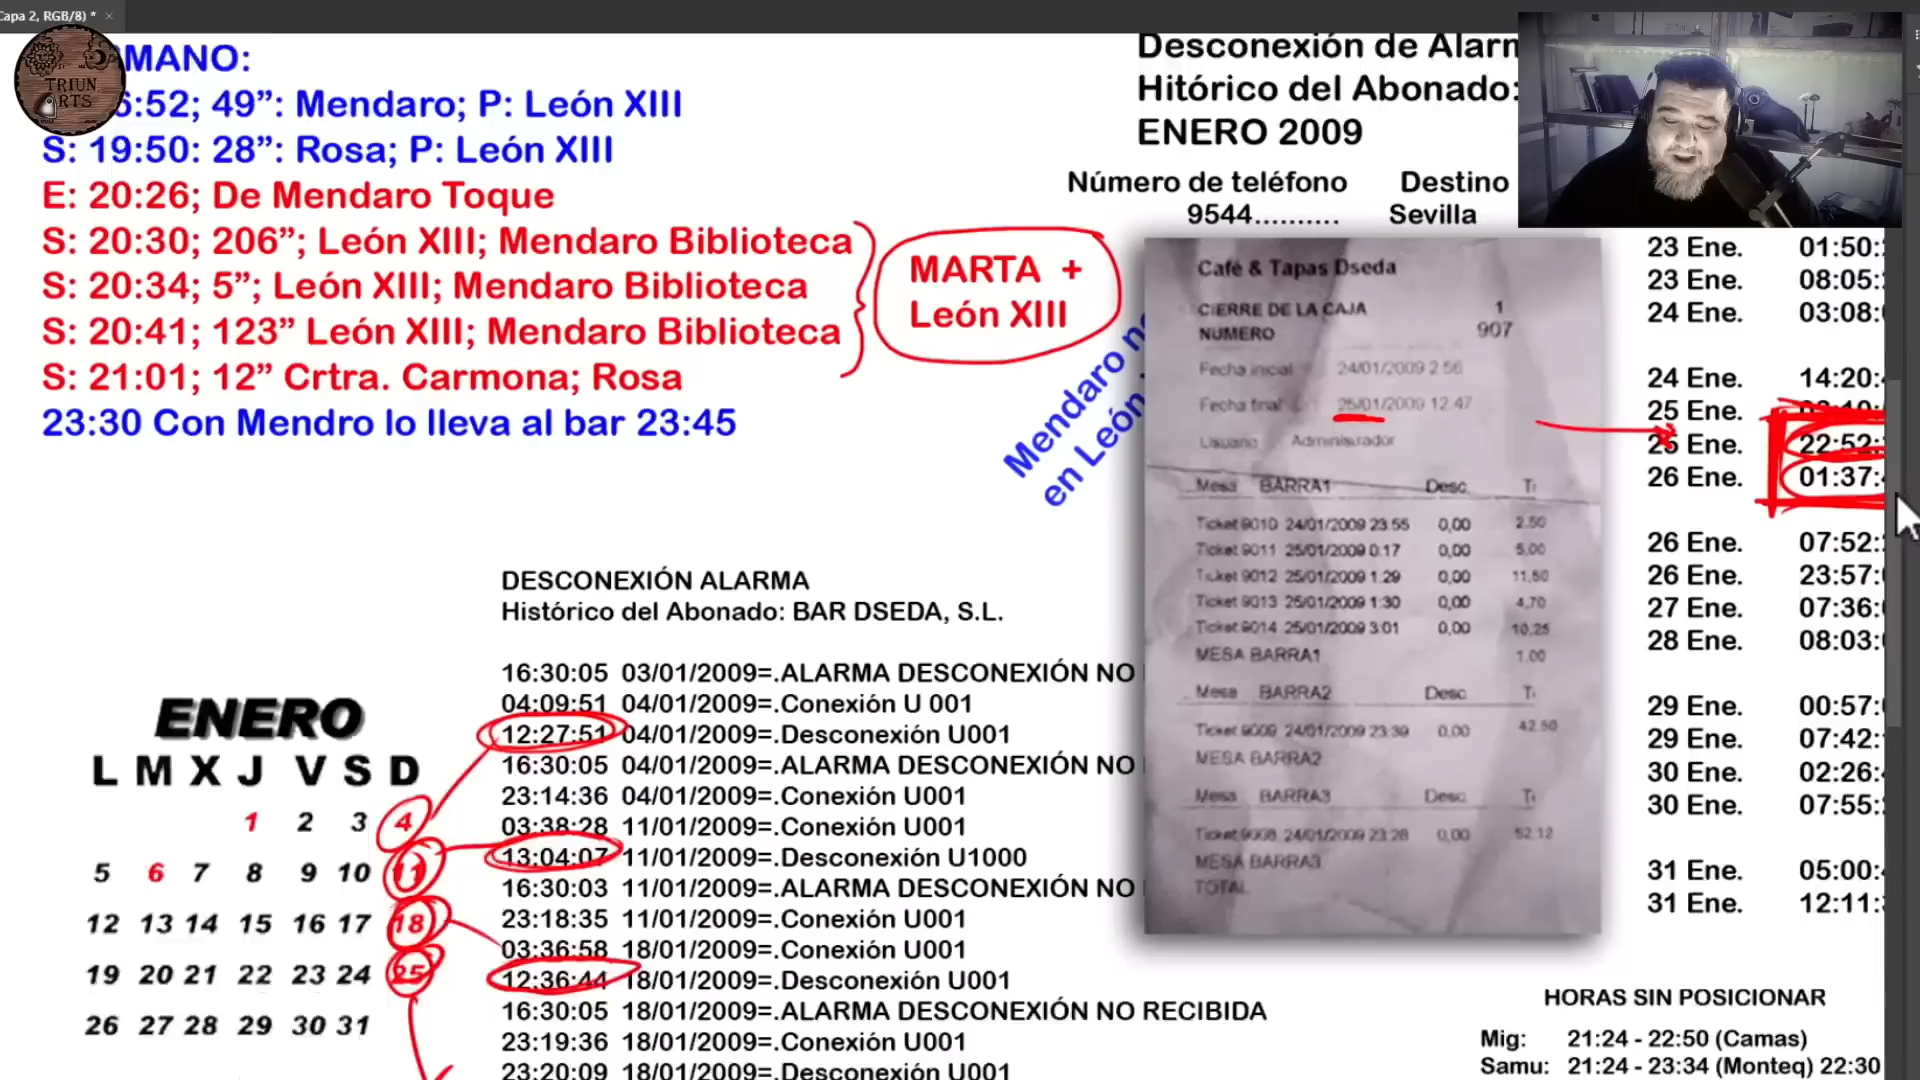 Capa 2, RGB/8) * ×
TRIUN
ARTS
MANO:
6:52; 49”: Mendaro; P: León XIII
S: 19:50: 28”: Rosa; P: León XIII
E: 20:26; De Mendaro Toque
S: 20:30; 206”; León XIII; Mendaro Biblioteca
S: 20:34; 5”; León XIII; Mendaro Biblioteca
S: 20:41; 123” León XIII; Mendaro Biblioteca
S: 21:01; 12” Crtra. Carmona; Rosa
23:30 Con Mendro lo lleva al bar 23:45
MARTA +
León XIII
Mendaro
en León
Desconexión de Alarm
Hitórico del Abonado:
ENERO 2009
Número de teléfono Destino
9544.......... Sevilla
Café & Tapas Dseda
CIERRE DE LA CAJA 1
NUMERO 907
Fecha inicial 24/01/2009 2:56
Fecha final 25/01/2009 12:47
Usuario Administrador
Mesa BARRA1 Desc
Ticket 9010 24/01/2009 23:55 0,00 2.50
Ticket 9011 25/01/2009 0:17 0,00 5,00
Ticket 9012 25/01/2009 1:29 0,00 11,50
Ticket 9013 25/01/2009 1:30 0,00 4,70
Ticket 9014 25/01/2009 3:01 0,00 10,25
MESA BARRA1 1.00
Mesa BARRA2 Desc
Ticket 9009 24/01/2009 23:39 0,00 42.50
MESA BARRA2
Mesa BARRA3 Desc
Ticket 9008 24/01/2009 23:28 0,00 52,12
MESA BARRA3
TOTAL
23 Ene. 01:50:
23 Ene. 08:05:
24 Ene. 03:08:
24 Ene. 14:20:
25 Ene.
25 Ene. 22:52:
26 Ene. 01:37:
26 Ene. 07:52:
26 Ene. 23:57:
27 Ene. 07:36:
28 Ene. 08:03:
29 Ene. 00:57:
29 Ene. 07:42:
30 Ene. 02:26:
30 Ene. 07:55:
31 Ene. 05:00:
31 Ene. 12:11:
DESCONEXIÓN ALARMA
Histórico del Abonado: BAR DSEDA, S.L.
16:30:05 03/01/2009=.ALARMA DESCONEXIÓN NO
04:09:51 04/01/2009=.Conexión U 001
12:27:51 04/01/2009=.Desconexión U001
16:30:05 04/01/2009=.ALARMA DESCONEXIÓN NO
23:14:36 04/01/2009=.Conexión U001
03:38:28 11/01/2009=.Conexión U001
13:04:07 11/01/2009=.Desconexión U1000
16:30:03 11/01/2009=.ALARMA DESCONEXIÓN NO
23:18:35 11/01/2009=.Conexión U001
03:36:58 18/01/2009=.Conexión U001
12:36:44 18/01/2009=.Desconexión U001
16:30:05 18/01/2009=.ALARMA DESCONEXIÓN NO RECIBIDA
23:19:36 18/01/2009=.Conexión U001
23:20:09 18/01/2009=.Desconexión U001
ENERO
L M X J V S D
1 2 3 4
5 6 7 8 9 10 11
12 13 14 15 16 17 18
19 20 21 22 23 24 25
26 27 28 29 30 31
HORAS SIN POSICIONAR
Mig: 21:24 - 22:50 (Camas)
Samu: 21:24 - 23:34 (Monteq) 22:30